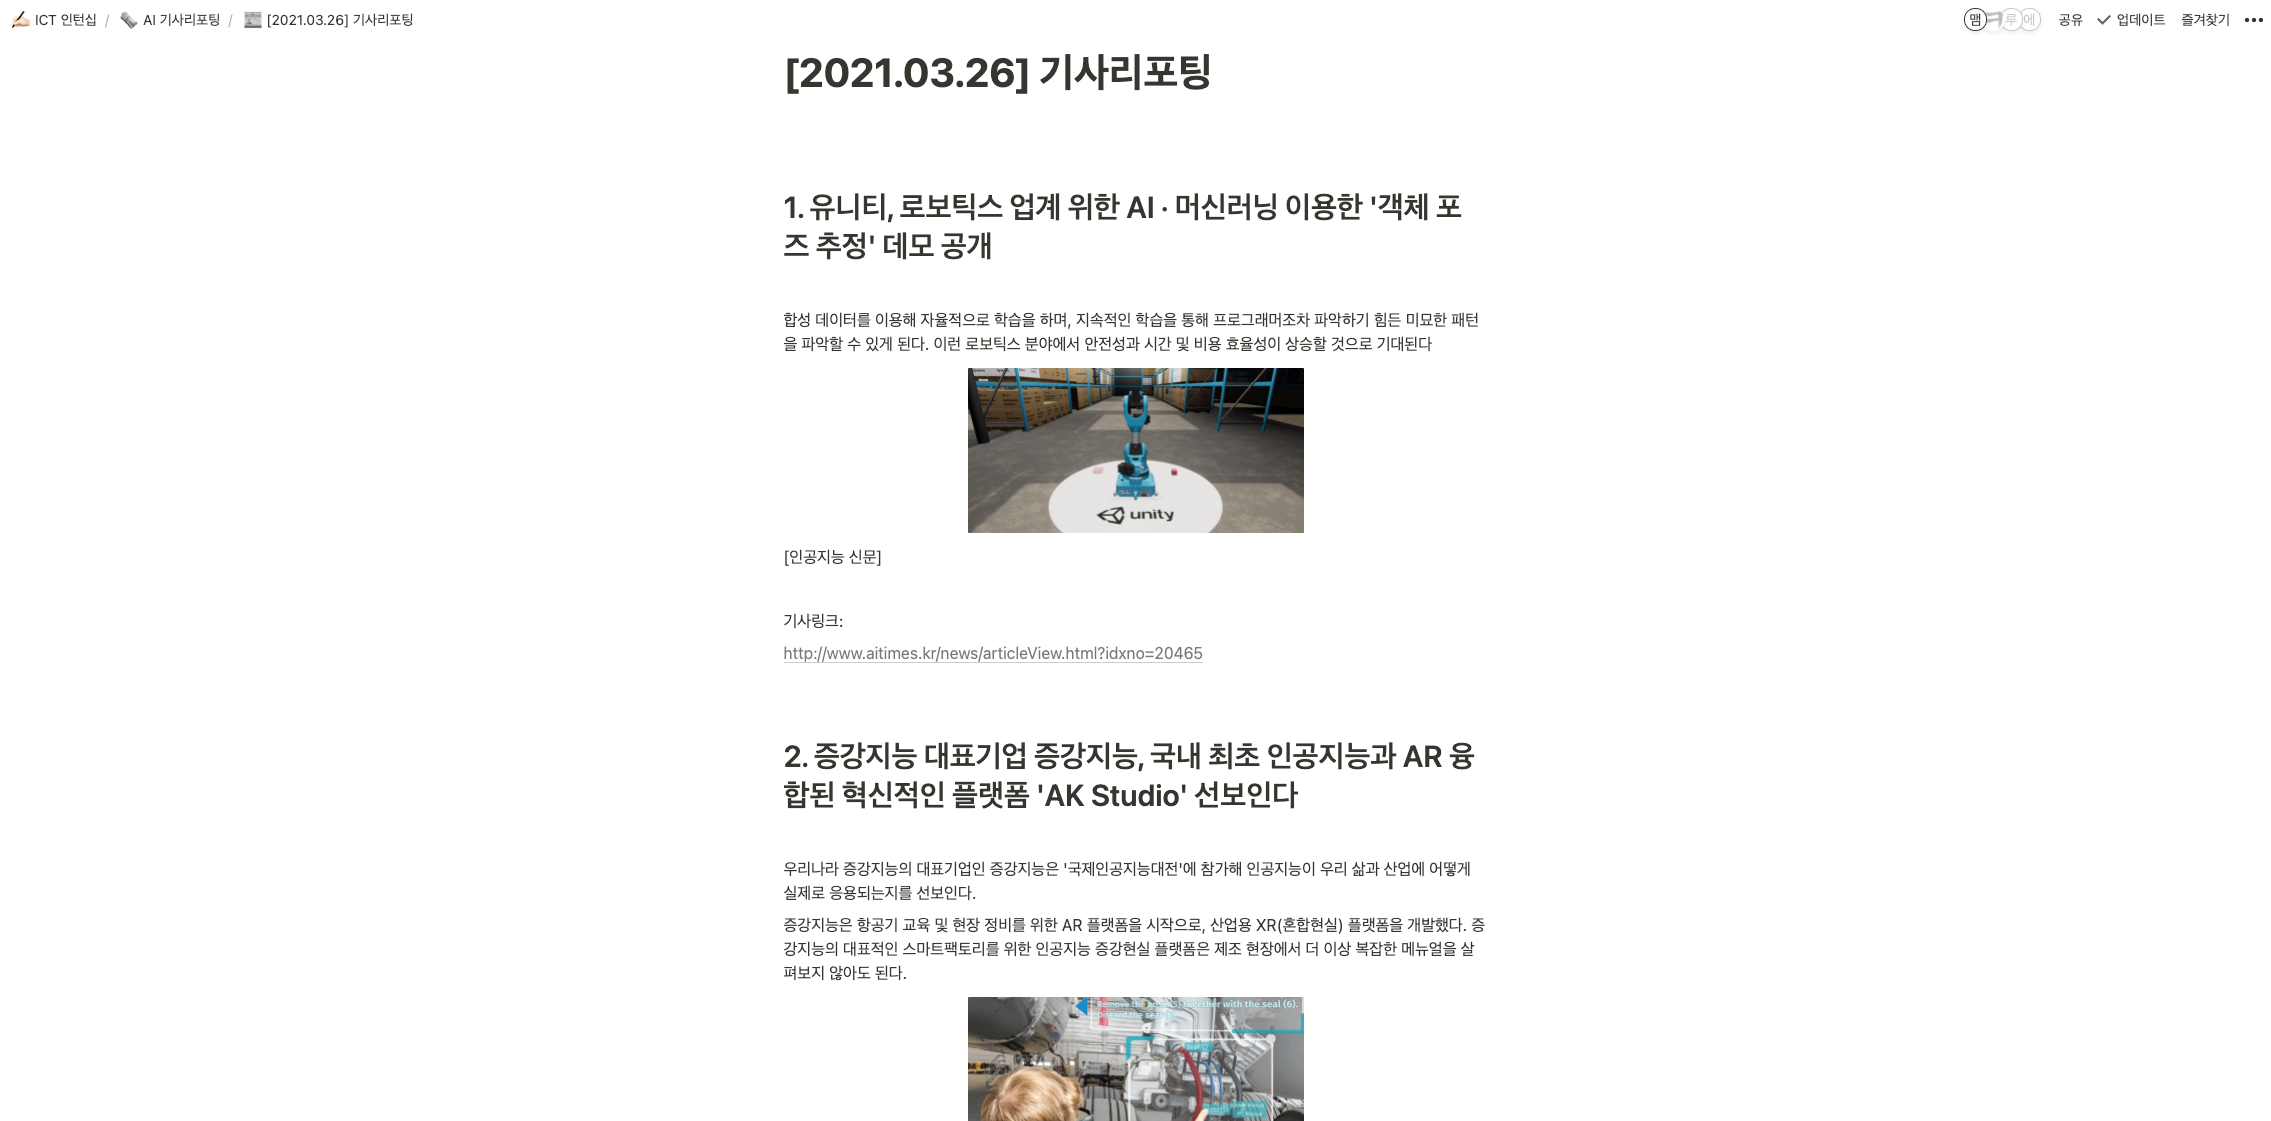 ICT 인턴십 / AI 기사리포팅 / [2021.03.26] 기사리포팅
맴 루 에 공유 업데이트 즐겨찾기
[2021.03.26] 기사리포팅
1. 유니티, 로보틱스 업계 위한 AI · 머신러닝 이용한 '객체 포
즈 추정' 데모 공개
합성 데이터를 이용해 자율적으로 학습을 하며, 지속적인 학습을 통해 프로그래머조차 파악하기 힘든 미묘한 패턴
을 파악할 수 있게 된다. 이런 로보틱스 분야에서 안전성과 시간 및 비용 효율성이 상승할 것으로 기대된다
unity
[인공지능 신문]
기사링크:
http://www.aitimes.kr/news/articleView.html?idxno=20465
2. 증강지능 대표기업 증강지능, 국내 최초 인공지능과 AR 융
합된 혁신적인 플랫폼 'AK Studio' 선보인다
우리나라 증강지능의 대표기업인 증강지능은 '국제인공지능대전'에 참가해 인공지능이 우리 삶과 산업에 어떻게
실제로 응용되는지를 선보인다.
증강지능은 항공기 교육 및 현장 정비를 위한 AR 플랫폼을 시작으로, 산업용 XR(혼합현실) 플랫폼을 개발했다. 증
강지능의 대표적인 스마트팩토리를 위한 인공지능 증강현실 플랫폼은 제조 현장에서 더 이상 복잡한 메뉴얼을 살
펴보지 않아도 된다.
Remove the hose (5) together with the seal (6).
Discard the seal (6).